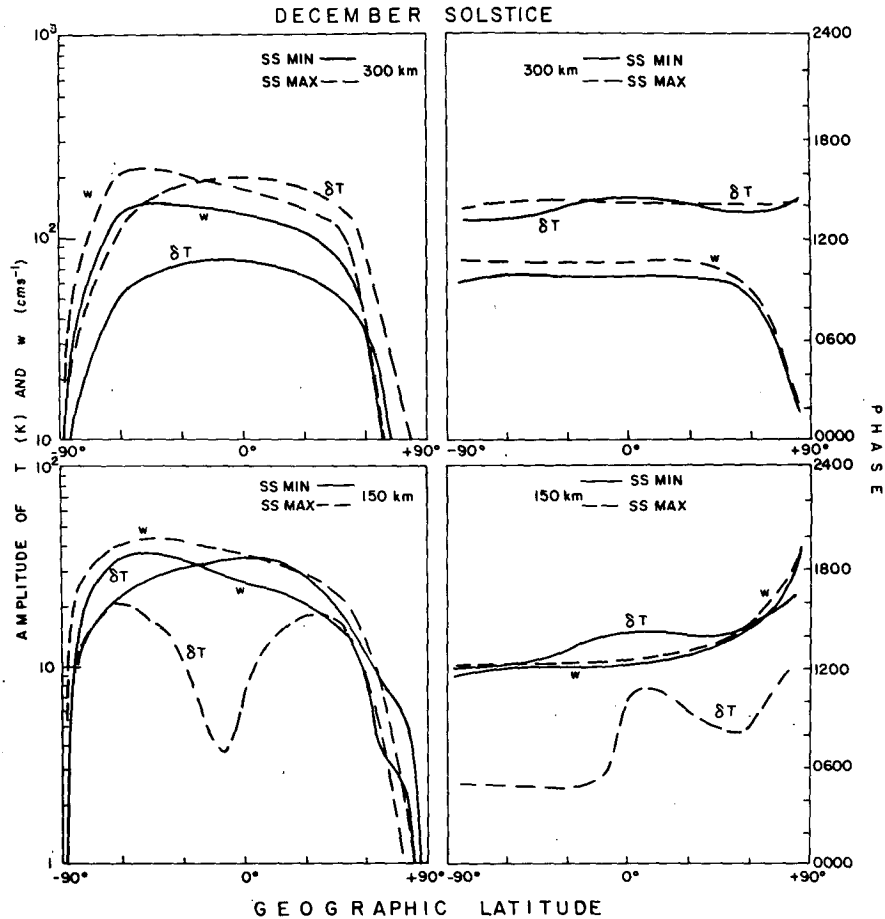 DECEMBER SOLSTICE
10³
SS MIN
SS MAX
300 km
w
δT
w
δT
10²
10
-90°
0°
+90°
SS MIN
SS MAX
300 km
δT
δT
w
2400
1800
1200
0600
0000
-90°
0°
+90°
10²
SS MIN
SS MAX
150 km
w
δT
w
δT
10
1
-90°
0°
+90°
SS MIN
SS MAX
150 km
w
δT
w
δT
2400
1800
1200
0600
0000
-90°
0°
+90°
AMPLITUDE OF T (K) AND w (cms⁻¹)
PHASE
GEOGRAPHIC LATITUDE